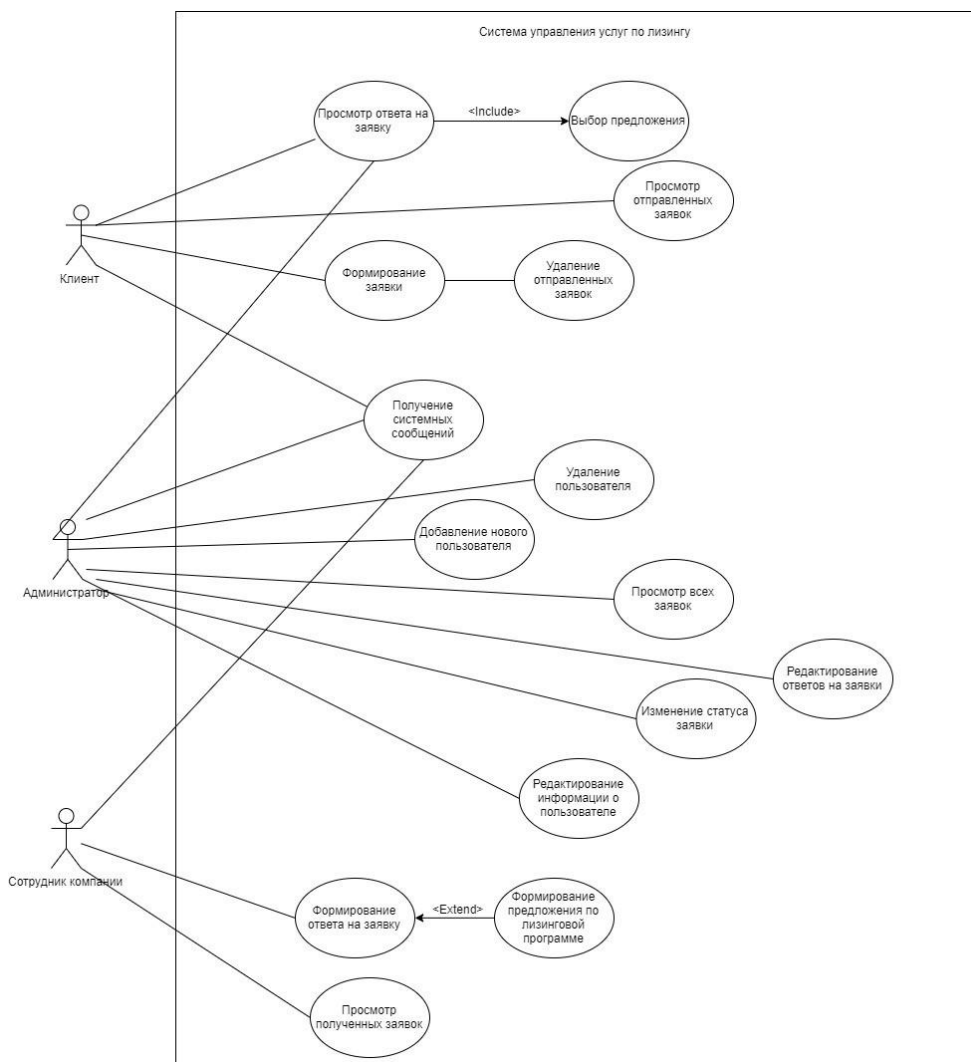 Система управления услуг по лизингу
Просмотр ответа на
заявку
<Include>
Выбор предложения
Просмотр
отправленных
заявок
Клиент
Формирование
заявки
Удаление
отправленных
заявок
Получение
системных
сообщений
Удаление
пользователя
Добавление нового
пользователя
Администратор
Просмотр всех
заявок
Редактирование
ответов на заявки
Изменение статуса
заявки
Редактирование
информации о
пользователе
Сотрудник компании
Формирование
ответа на заявку
<Extend>
Формирование
предложения по
лизинговой
программе
Просмотр
полученных заявок